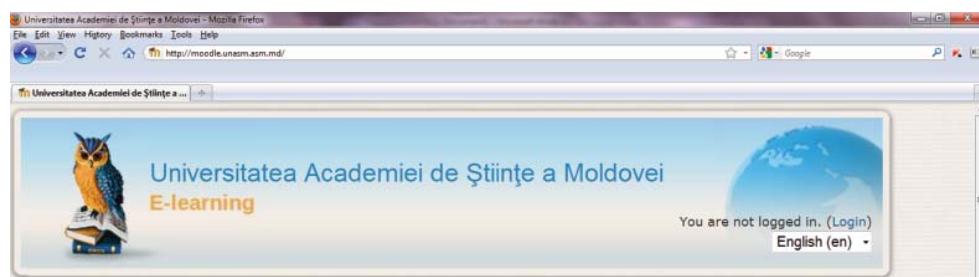 Universitatea Academiei de Ştiinţe a Moldovei - Mozilla Firefox
File Edit View History Bookmarks Tools Help
http://moodle.unasm.asm.md/ Google
Universitatea Academiei de Ştiinţe a ...
Universitatea Academiei de Ştiinţe a Moldovei
E-learning
You are not logged in. (Login)
English (en)